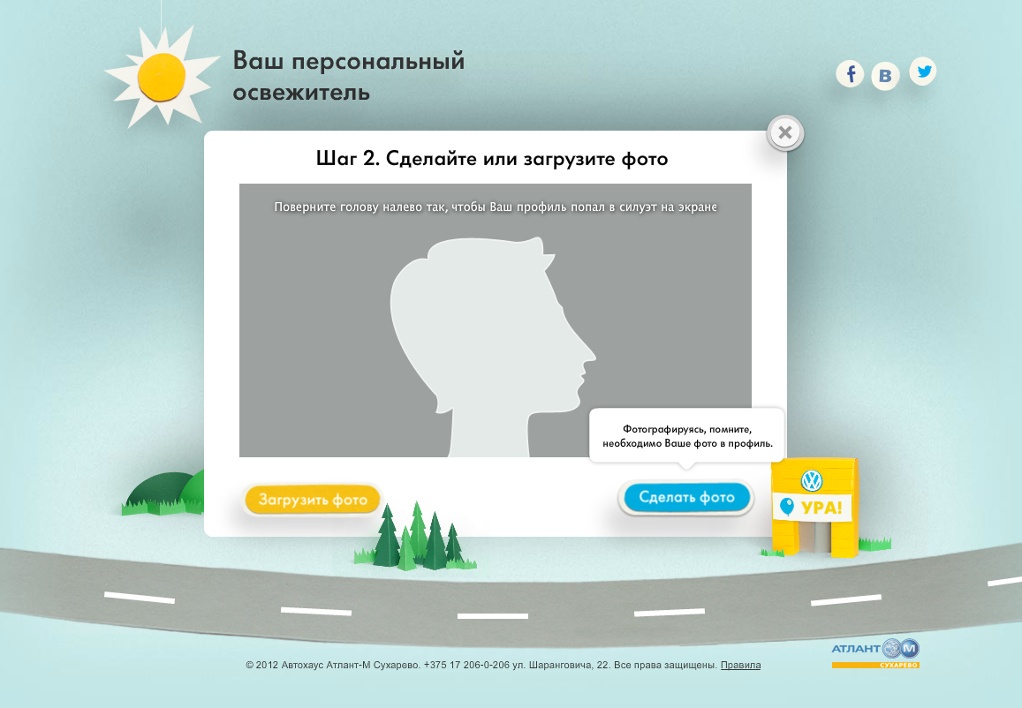 Ваш персональный
освежитель
Шаг 2. Сделайте или загрузите фото
Поверните голову налево так, чтобы Ваш профиль попал в силуэт на экране
Фотографируясь, помните,
необходимо Ваше фото в профиль.
Загрузить фото
Сделать фото
УРА!
АТЛАНТ М
СУХАРЕВО
© 2012 Автохаус Атлант-М Сухарево. +375 17 206-0-206 ул. Шаранговича, 22. Все права защищены. Правила